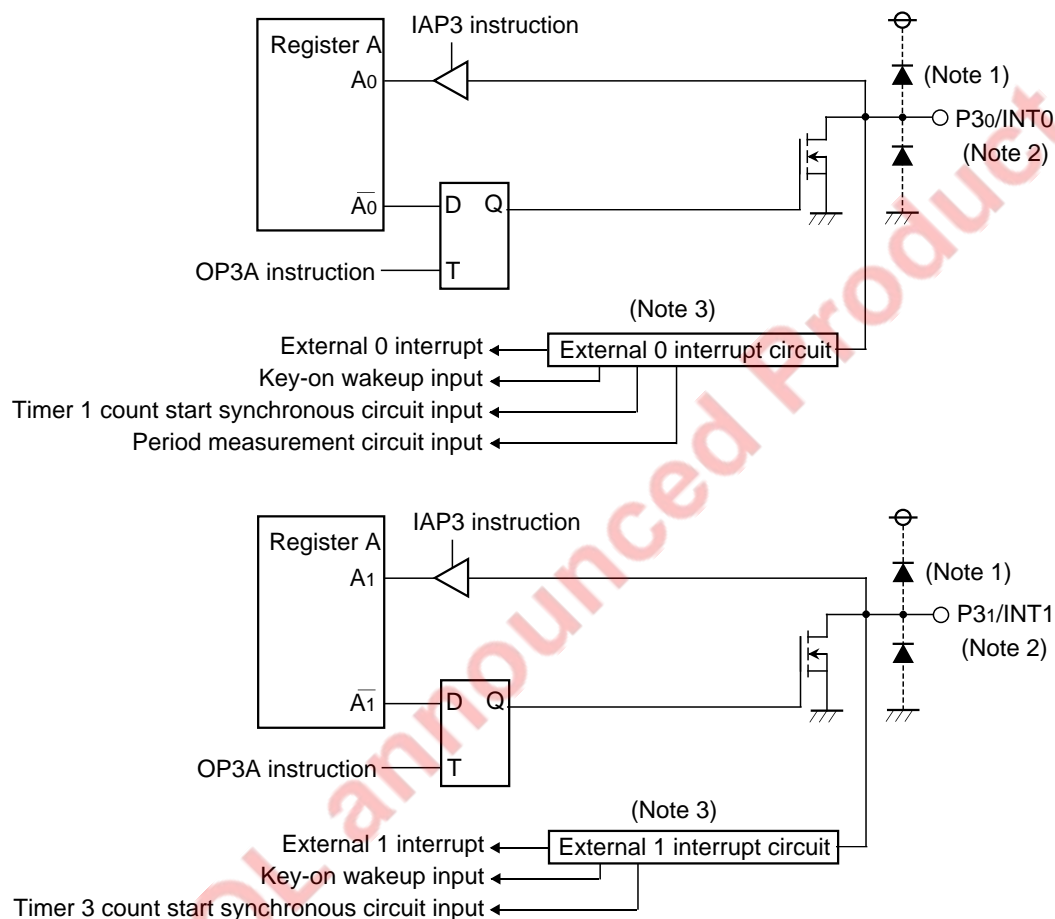 IAP3 instruction
Register A
A0
(Note 1)
P30/INT0
(Note 2)
A0
D Q
OP3A instruction
T
(Note 3)
External 0 interrupt
External 0 interrupt circuit
Key-on wakeup input
Timer 1 count start synchronous circuit input
Period measurement circuit input
IAP3 instruction
Register A
A1
(Note 1)
P31/INT1
(Note 2)
A1
D Q
OP3A instruction
T
(Note 3)
External 1 interrupt
External 1 interrupt circuit
Key-on wakeup input
Timer 3 count start synchronous circuit input
OL announced Product